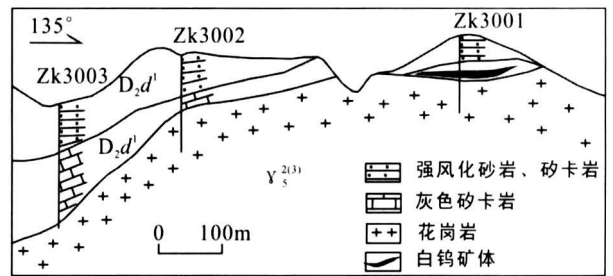 135°
Zk3001
Zk3002
Zk3003
D₂d¹
D₂d¹
γ₅²⁽³⁾
0 100m
强风化砂岩、矽卡岩
灰色矽卡岩
花岗岩
白钨矿体